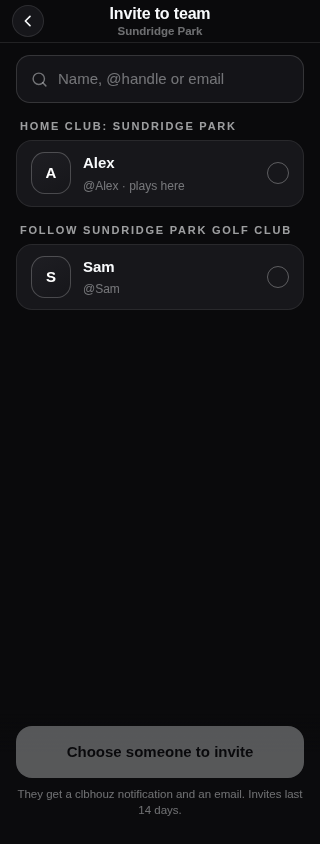 Invite to team
Sundridge Park
Name, @handle or email
HOME CLUB: SUNDRIDGE PARK
A
Alex
@Alex · plays here
FOLLOW SUNDRIDGE PARK GOLF CLUB
S
Sam
@Sam
Choose someone to invite
They get a clbhouz notification and an email. Invites last
14 days.